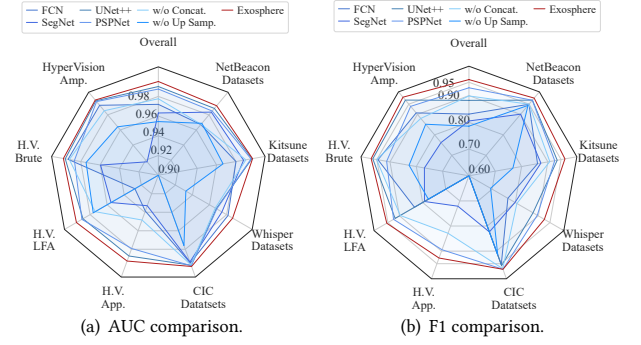 FCN UNet++ w/o Concat. Exosphere
SegNet PSPNet w/o Up Samp.
Overall
HyperVision
Amp.
NetBeacon
Datasets
0.98
0.96
0.94
0.92
0.90
H.V.
Brute
Kitsune
Datasets
H.V.
LFA
Whisper
Datasets
H.V.
App.
CIC
Datatsets
(a) AUC comparison.
FCN UNet++ w/o Concat. Exosphere
SegNet PSPNet w/o Up Samp.
Overall
HyperVision
Amp.
NetBeacon
Datasets
0.95
0.90
0.80
0.70
0.60
H.V.
Brute
Kitsune
Datasets
H.V.
LFA
Whisper
Datasets
H.V.
App.
CIC
Datatsets
(b) F1 comparison.